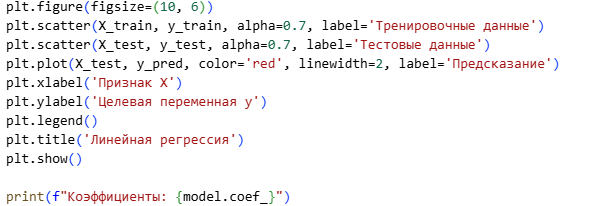 plt.figure(figsize=(10, 6))
plt.scatter(X_train, y_train, alpha=0.7, label='Тренировочные данные')
plt.scatter(X_test, y_test, alpha=0.7, label='Тестовые данные')
plt.plot(X_test, y_pred, color='red', linewidth=2, label='Предсказание')
plt.xlabel('Признак X')
plt.ylabel('Целевая переменная y')
plt.legend()
plt.title('Линейная регрессия')
plt.show()
print(f"Коэффициенты: {model.coef_}")